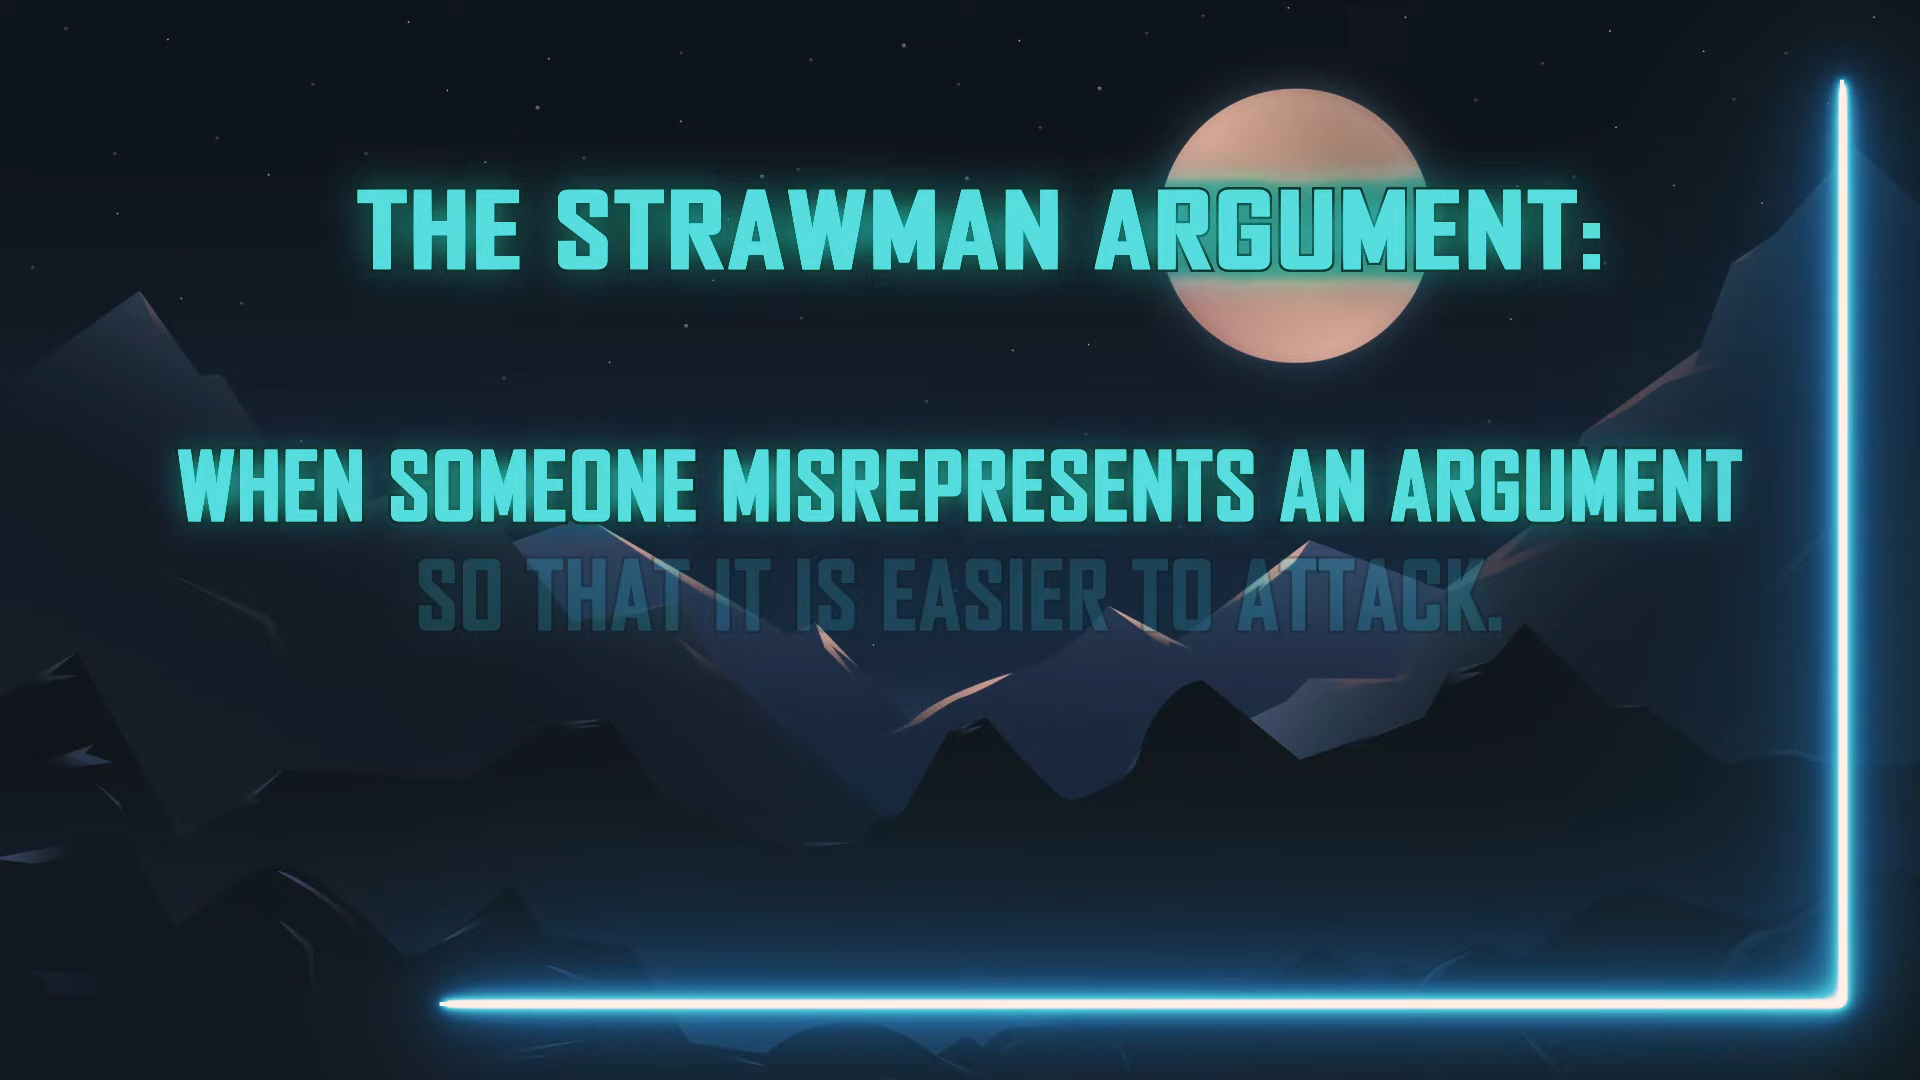 THE STRAWMAN ARGUMENT:
WHEN SOMEONE MISREPRESENTS AN ARGUMENT
SO THAT IT IS EASIER TO ATTACK.